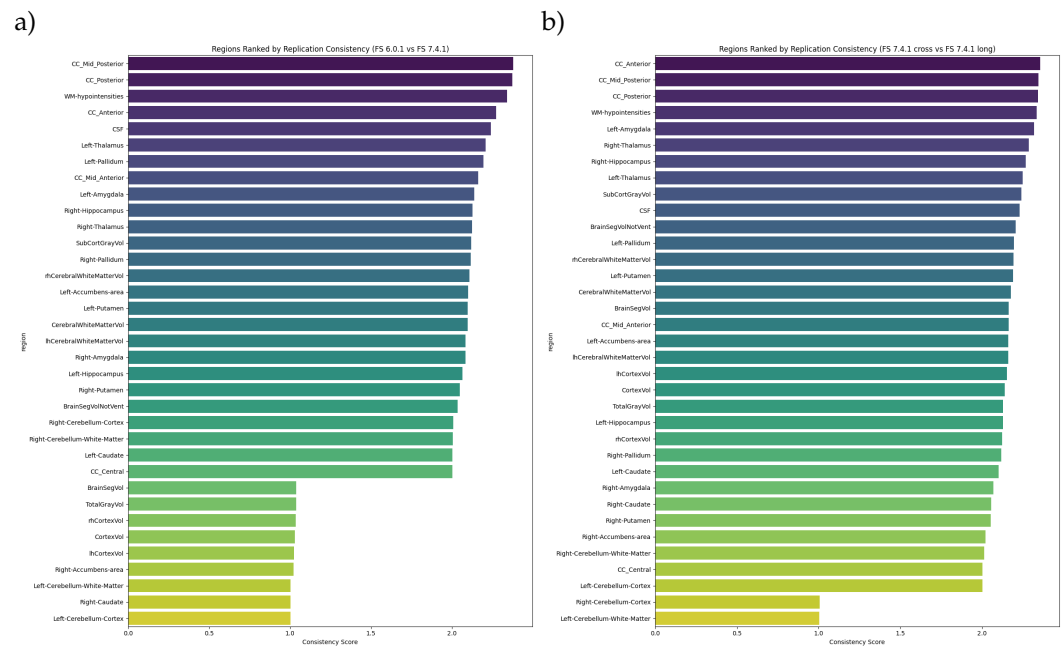 a)
Regions Ranked by Replication Consistency (FS 6.0.1 vs FS 7.4.1)
region
CC_Mid_Posterior
CC_Posterior
WM-hypointensities
CC_Anterior
CSF
Left-Thalamus
Left-Pallidum
CC_Mid_Anterior
Left-Amygdala
Right-Hippocampus
Right-Thalamus
SubCortGrayVol
Right-Pallidum
rhCerebralWhiteMatterVol
Left-Accumbens-area
Left-Putamen
CerebralWhiteMatterVol
lhCerebralWhiteMatterVol
Right-Amygdala
Left-Hippocampus
Right-Putamen
BrainSegVolNotVent
Right-Cerebellum-Cortex
Right-Cerebellum-White-Matter
Left-Caudate
CC_Central
BrainSegVol
TotalGrayVol
rhCortexVol
CortexVol
lhCortexVol
Right-Accumbens-area
Left-Cerebellum-White-Matter
Right-Caudate
Left-Cerebellum-Cortex
0.0 0.5 1.0 1.5 2.0
Consistency Score
b)
Regions Ranked by Replication Consistency (FS 7.4.1 cross vs FS 7.4.1 long)
region
CC_Anterior
CC_Mid_Posterior
CC_Posterior
WM-hypointensities
Left-Amygdala
Right-Thalamus
Right-Hippocampus
Left-Thalamus
SubCortGrayVol
CSF
BrainSegVolNotVent
Left-Pallidum
rhCerebralWhiteMatterVol
Left-Putamen
CerebralWhiteMatterVol
BrainSegVol
CC_Mid_Anterior
Left-Accumbens-area
lhCerebralWhiteMatterVol
lhCortexVol
CortexVol
TotalGrayVol
Left-Hippocampus
rhCortexVol
Right-Pallidum
Left-Caudate
Right-Amygdala
Right-Caudate
Right-Putamen
Right-Accumbens-area
Right-Cerebellum-White-Matter
CC_Central
Left-Cerebellum-Cortex
Right-Cerebellum-Cortex
Left-Cerebellum-White-Matter
0.0 0.5 1.0 1.5 2.0
Consistency Score